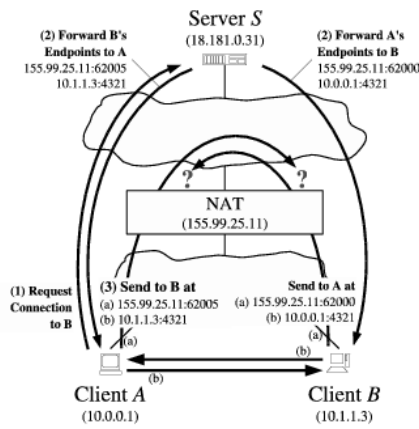 Server S
(18.181.0.31)
(2) Forward B's
Endpoints to A
155.99.25.11:62005
10.1.1.3:4321
(2) Forward A's
Endpoints to B
155.99.25.11:62000
10.0.0.1:4321
?
?
NAT
(155.99.25.11)
(1) Request
Connection
to B
(3) Send to B at
(a) 155.99.25.11:62005
(b) 10.1.1.3:4321
(a)
Send to A at
(a) 155.99.25.11:62000
(b) 10.0.0.1:4321
(a)
(b)
(b)
Client A
(10.0.0.1)
Client B
(10.1.1.3)